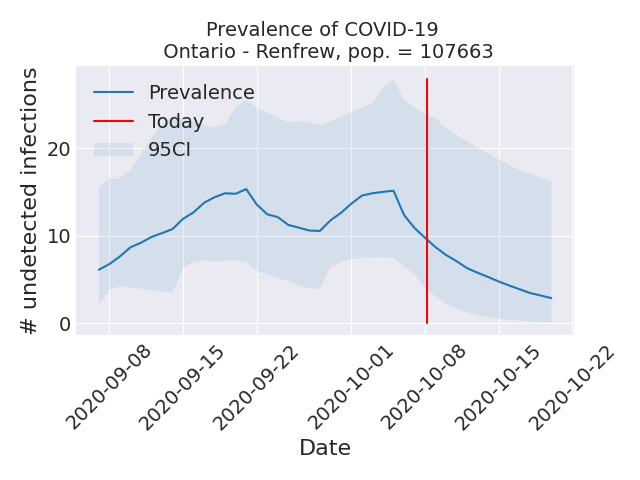 Prevalence of COVID-19
Ontario - Renfrew, pop. = 107663
Prevalence
Today
95CI
# undetected infections
20
10
0
2020-09-08
2020-09-15
2020-09-22
2020-10-01
2020-10-08
2020-10-15
2020-10-22
Date